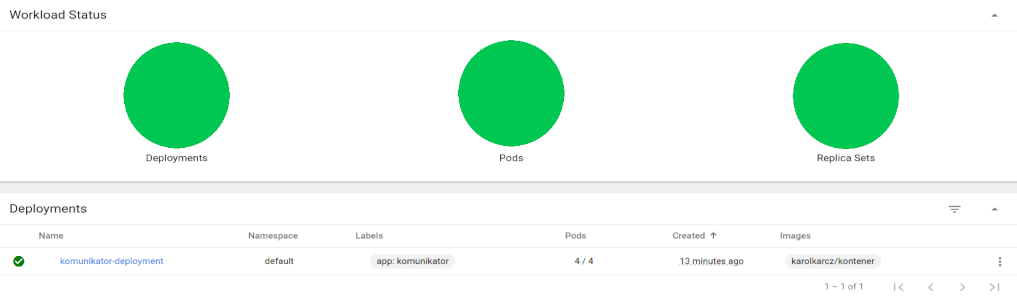 Workload Status
Deployments Pods Replica Sets
Deployments
Name Namespace Labels Pods Created Images
komunikator-deployment default app: komunikator 4 / 4 13 minutes ago karolkarcz/kontener
1 – 1 of 1